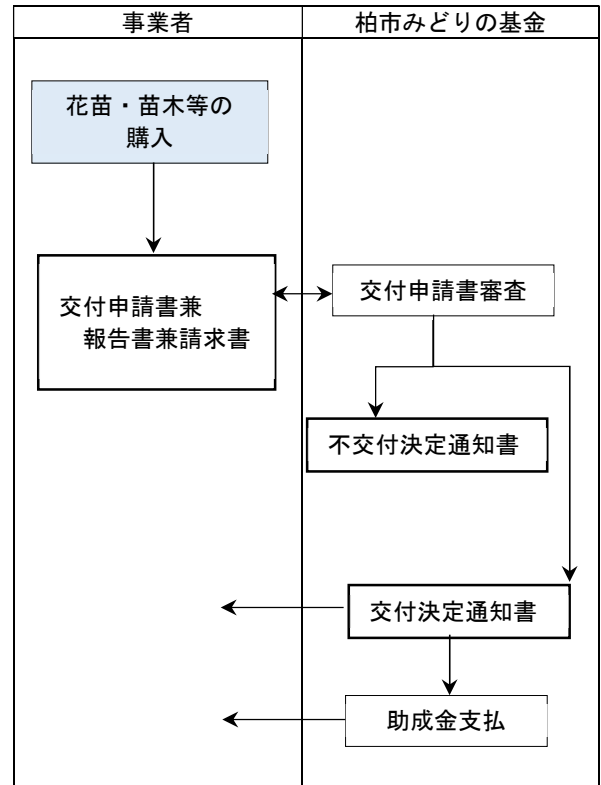 事業者
柏市みどりの基金
花苗・苗木等の
購入
交付申請書兼
報告書兼請求書
交付申請書審査
不交付決定通知書
交付決定通知書
助成金支払